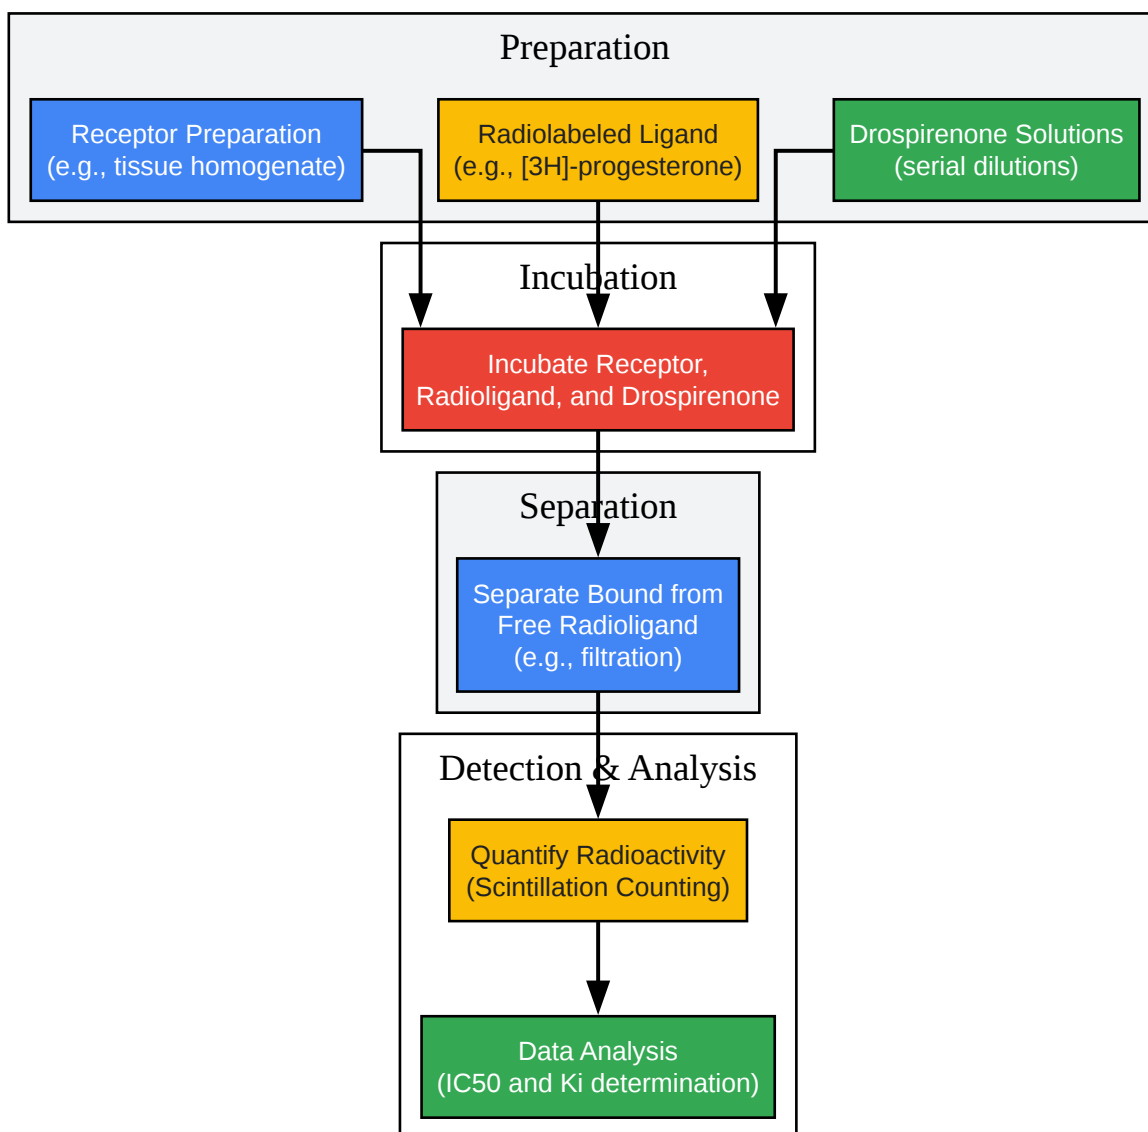 Preparation
Receptor Preparation
(e.g., tissue homogenate)
Radiolabeled Ligand
(e.g., [3H]-progesterone)
Drospirenone Solutions
(serial dilutions)
Incubation
Incubate Receptor,
Radioligand, and Drospirenone
Separation
Separate Bound from
Free Radioligand
(e.g., filtration)
Detection & Analysis
Quantify Radioactivity
(Scintillation Counting)
Data Analysis
(IC50 and Ki determination)